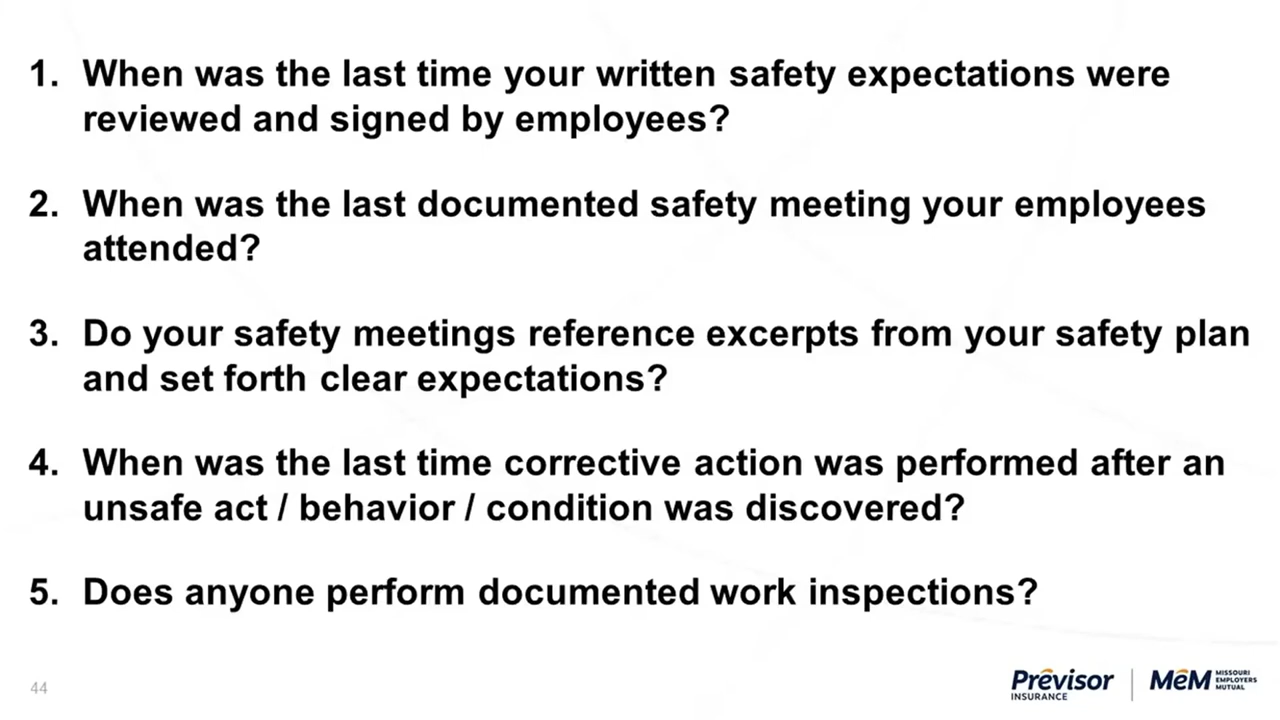 1. When was the last time your written safety expectations were
reviewed and signed by employees?
2. When was the last documented safety meeting your employees
attended?
3. Do your safety meetings reference excerpts from your safety plan
and set forth clear expectations?
4. When was the last time corrective action was performed after an
unsafe act / behavior / condition was discovered?
5. Does anyone perform documented work inspections?
44
Prêvisor
INSURANCE
MêM
MISSOURI
EMPLOYERS
MUTUAL